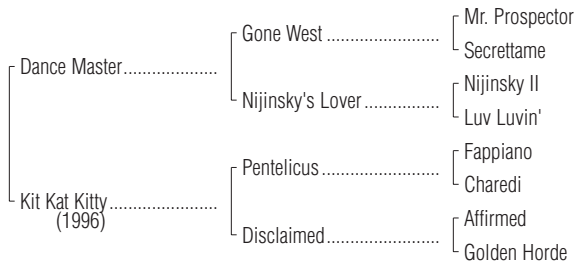 Mr. Prospector
Gone West ........................
Secrettame
Dance Master....................
Nijinsky II
Nijinsky's Lover ................
Luv Luvin'
Fappiano
Pentelicus.........................
Charedi
Kit Kat Kitty.......................
(1996)
Affirmed
Disclaimed........................
Golden Horde